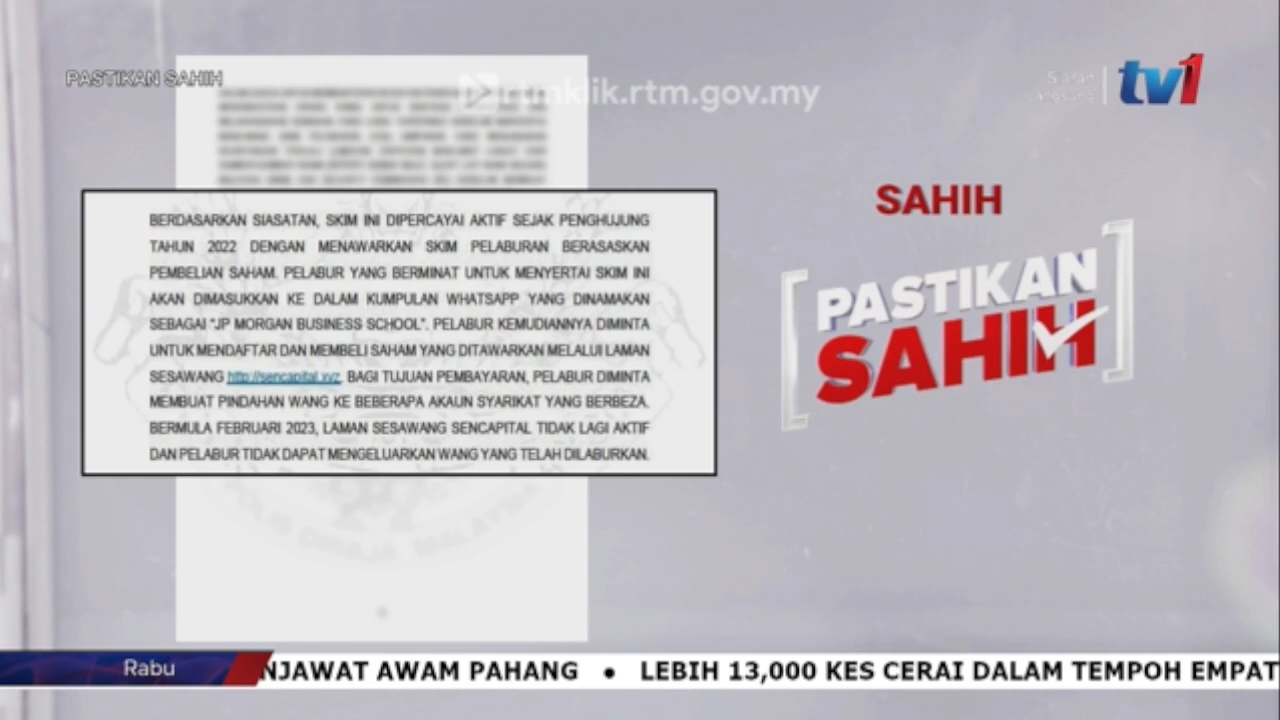 PASTIKAN SAHIH
rtmklik.rtm.gov.my
Siaran
Langsung
tv1
BERDASARKAN SIASATAN, SKIM INI DIPERCAYAI AKTIF SEJAK PENGHUJUNG
TAHUN 2022 DENGAN MENAWARKAN SKIM PELABURAN BERASASKAN
PEMBELIAN SAHAM. PELABUR YANG BERMINAT UNTUK MENYERTAI SKIM INI
AKAN DIMASUKKAN KE DALAM KUMPULAN WHATSAPP YANG DINAMAKAN
SEBAGAI "JP MORGAN BUSINESS SCHOOL". PELABUR KEMUDIANNYA DIMINTA
UNTUK MENDAFTAR DAN MEMBELI SAHAM YANG DITAWARKAN MELALUI LAMAN
SESAWANG http://sencapital.xyz. BAGI TUJUAN PEMBAYARAN, PELABUR DIMINTA
MEMBUAT PINDAHAN WANG KE BEBERAPA AKAUN SYARIKAT YANG BERBEZA.
BERMULA FEBRUARI 2023, LAMAN SESAWANG SENCAPITAL TIDAK LAGI AKTIF
DAN PELABUR TIDAK DAPAT MENGELUARKAN WANG YANG TELAH DILABURKAN.
POLIS DIRAJA MALAYSIA
SAHIH
PASTIKAN
SAHIH
Rabu
NJAWAT AWAM PAHANG • LEBIH 13,000 KES CERAI DALAM TEMPOH EMPAT